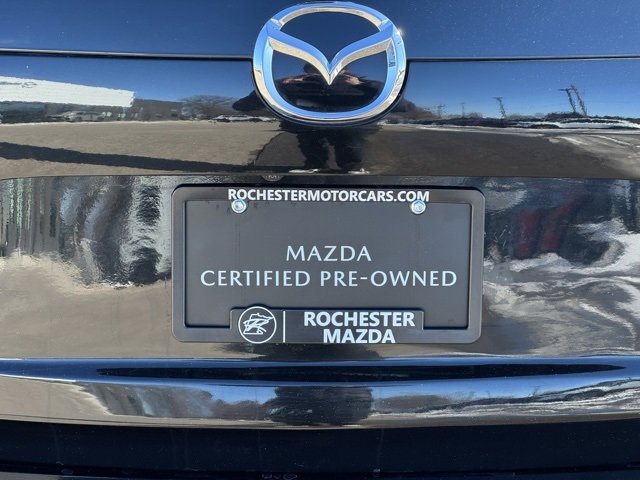 ROCHESTERMOTORCARS.COM
MAZDA
CERTIFIED PRE-OWNED
ROCHESTER
MAZDA